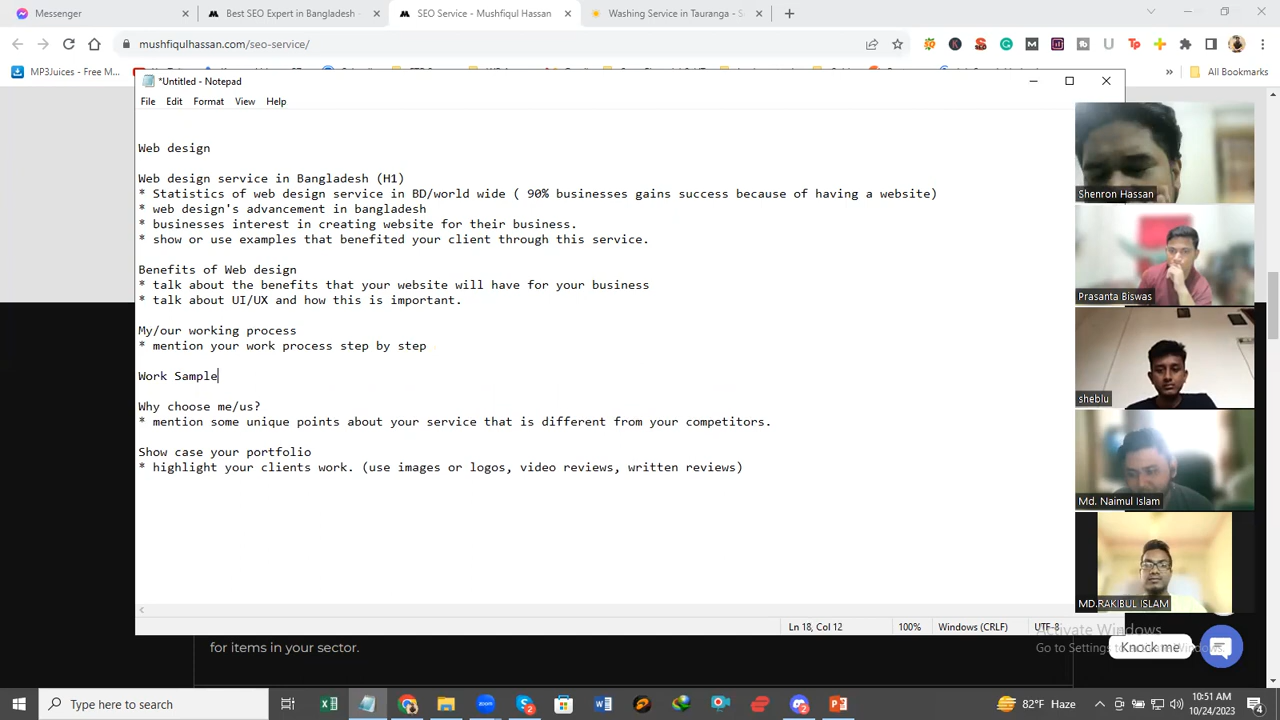 Messenger
Best SEO Expert in Bangladesh
SEO Service - Mushfiqul Hassan
Washing Service in Tauranga - S
mushfiqulhassan.com/seo-service/
MP3Juices - Free M...
All Bookmarks
*Untitled - Notepad
File Edit Format View Help
Web design
Web design service in Bangladesh (H1)
* Statistics of web design service in BD/world wide ( 90% businesses gains success because of having a website)
* web design's advancement in bangladesh
* businesses interest in creating website for their business.
* show or use examples that benefited your client through this service.
Benefits of Web design
* talk about the benefits that your website will have for your business
* talk about UI/UX and how this is important.
My/our working process
* mention your work process step by step
Work Sample
Why choose me/us?
* mention some unique points about your service that is different from your competitors.
Show case your portfolio
* highlight your clients work. (use images or logos, video reviews, written reviews)
Shenron Hassan
Prasanta Biswas
sheblu
Md. Naimul Islam
MD.RAKIBUL ISLAM
Ln 18, Col 12 100% Windows (CRLF) UTF-8
Activate Windows
Go to Settings to activate Windows.
Knock me
for items in your sector.
Type here to search
82°F Haze
10:51 AM
10/24/2023
4